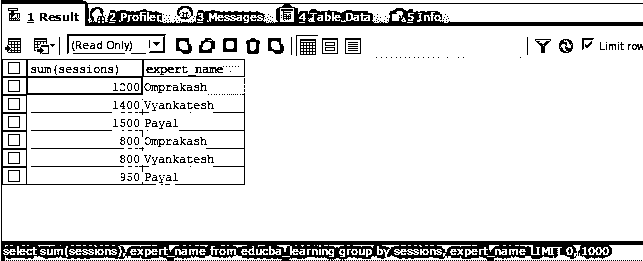 1 Result 2 Profiler 3 Messages 4 Table Data 5 Info
(Read Only) Limit row
sum(sessions) expert_name
1200 Omprakash
1400 Vyankatesh
1500 Payal
800 Omprakash
800 Vyankatesh
950 Payal
select sum(sessions), expert_name from educba_learning group by sessions, expert_name LIMIT 0, 1000